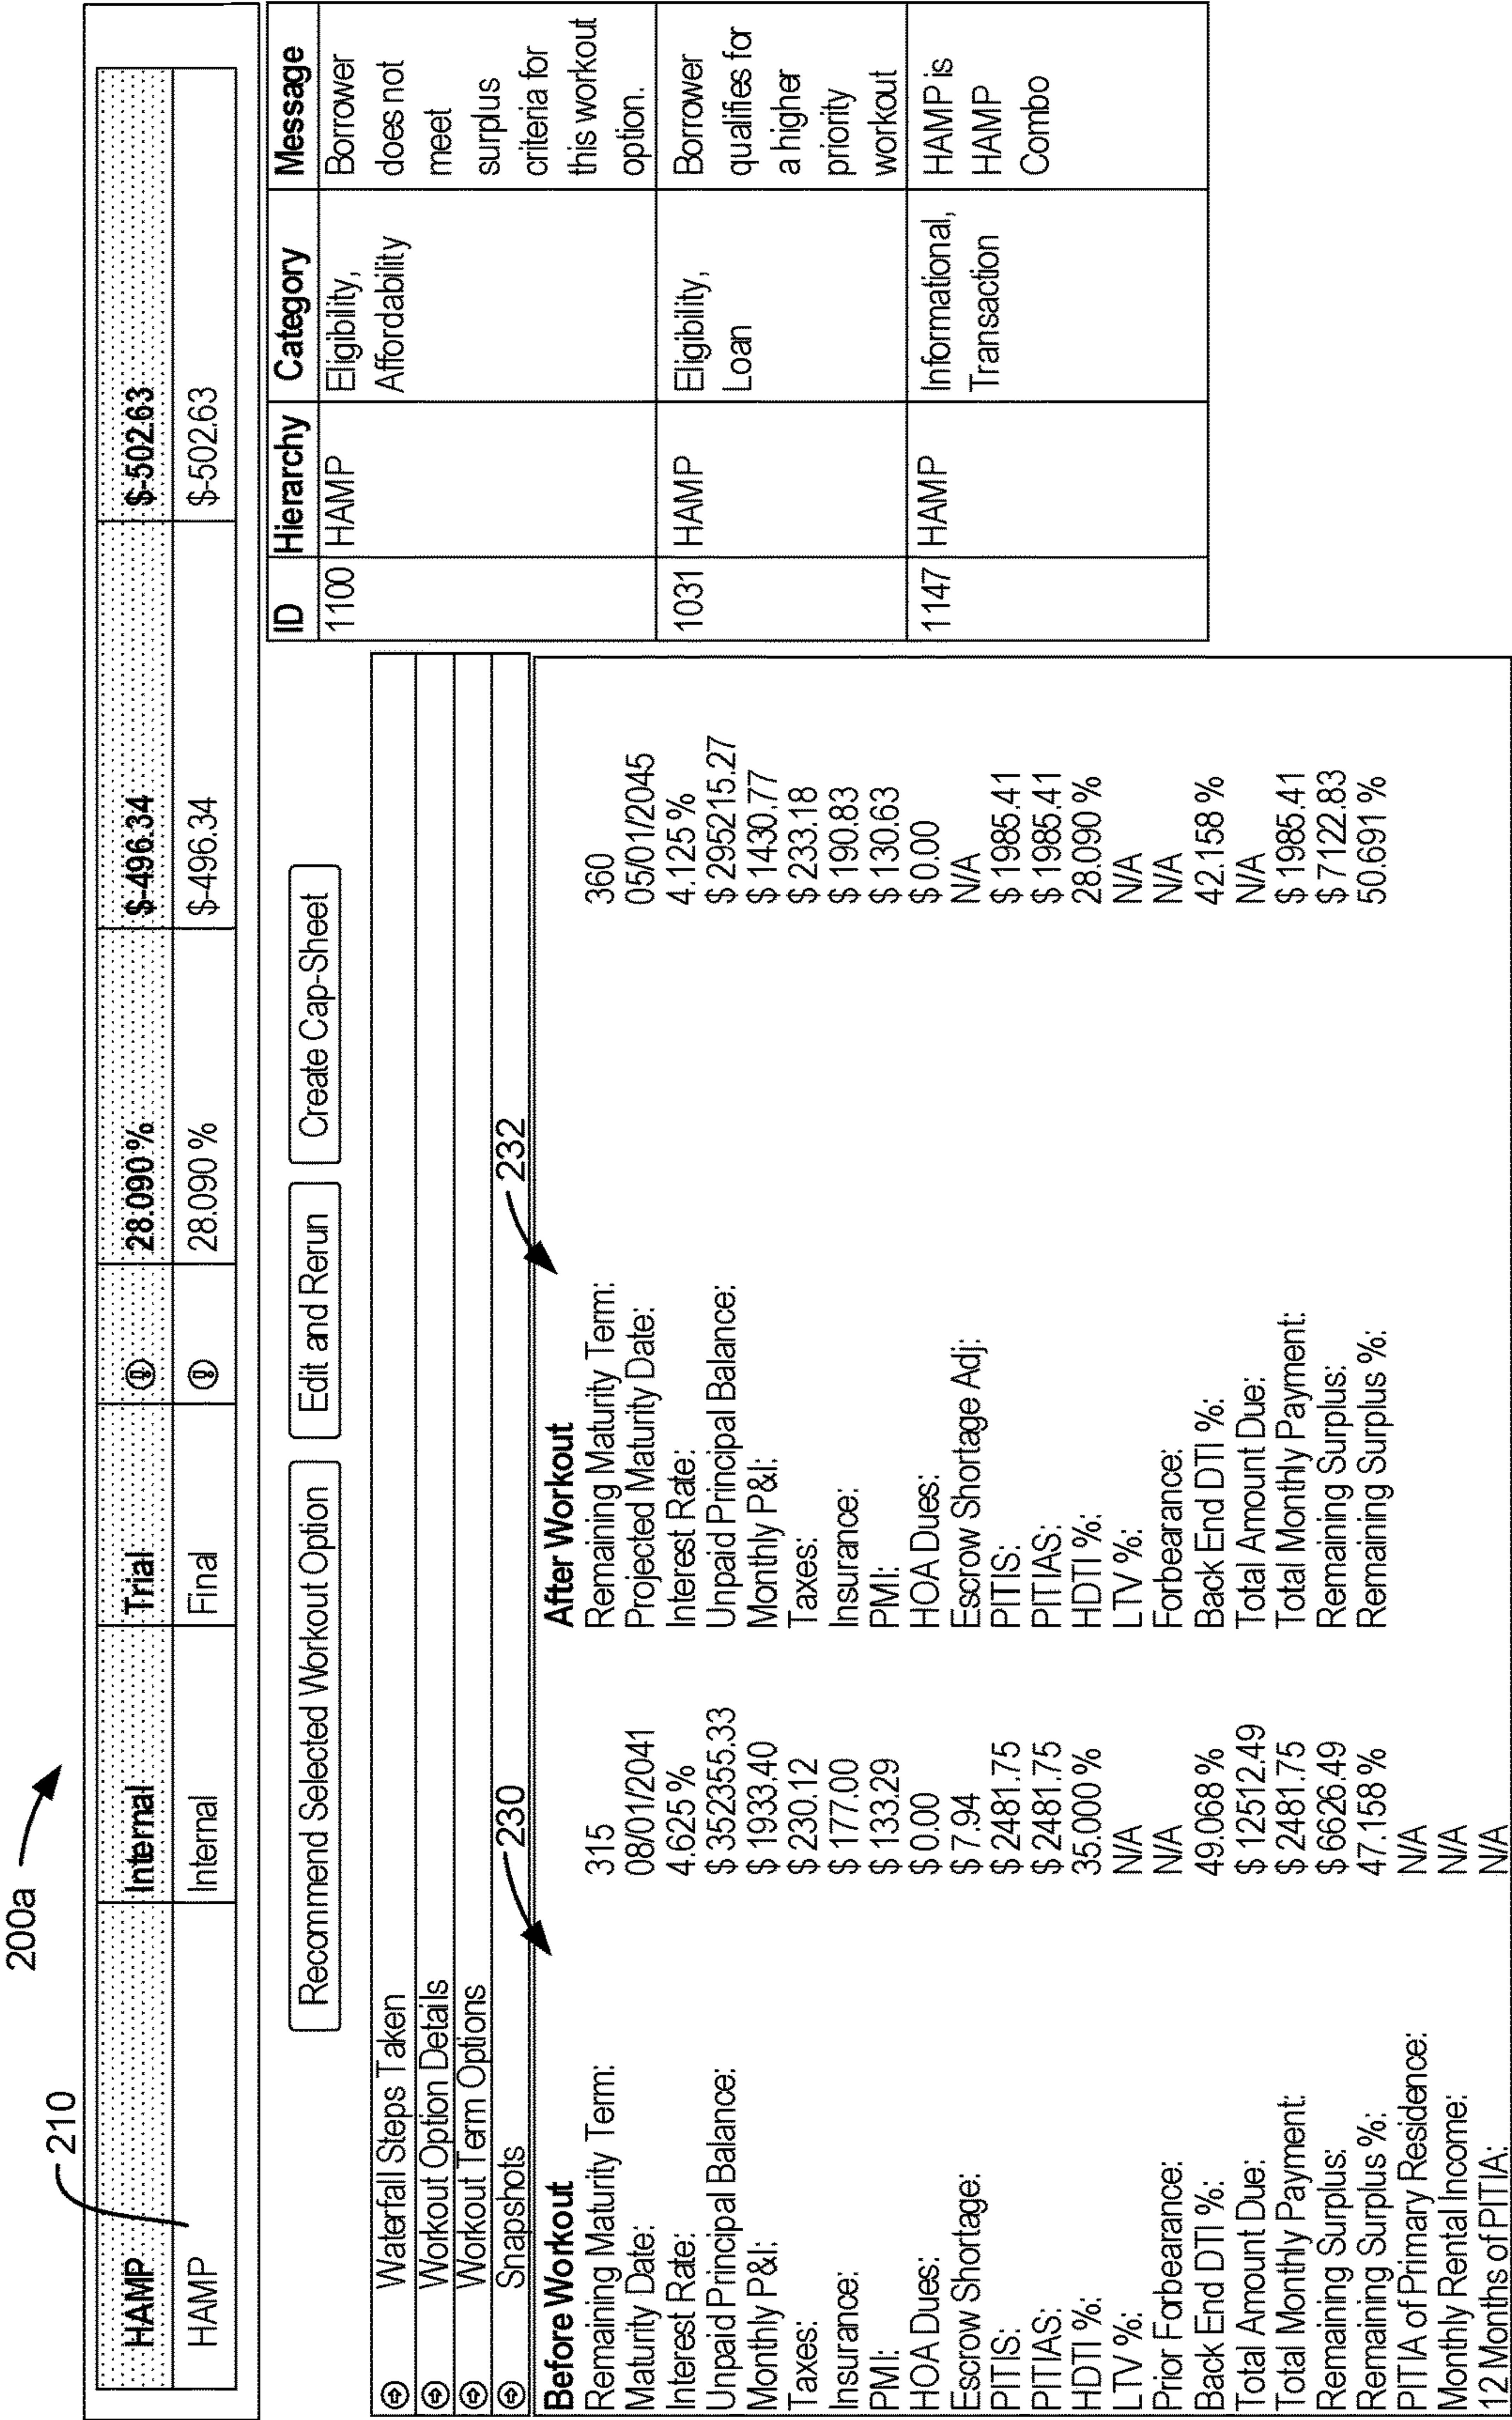 200a
210
HAMP Internal Trial 28.090 % $-496.34 $-502.63
HAMP Internal Final 28.090 % $-496.34 $-502.63
Recommend Selected Workout Option Edit and Rerun Create Cap-Sheet
Waterfall Steps Taken
Workout Option Details
Workout Term Options
Snapshots
230
232
Before Workout
Remaining Maturity Term: 315
Maturity Date: 08/01/2041
Interest Rate: 4.625 %
Unpaid Principal Balance: $ 352355.33
Monthly P&I: $ 1933.40
Taxes: $ 230.12
Insurance: $ 177.00
PMI: $ 133.29
HOA Dues: $ 0.00
Escrow Shortage: $ 7.94
PITIS: $ 2481.75
PITIAS: $ 2481.75
HDTI %: 35.000 %
LTV %: N/A
Prior Forbearance: N/A
Back End DTI %: 49.068 %
Total Amount Due: $ 12512.49
Total Monthly Payment: $ 2481.75
Remaining Surplus: $ 6626.49
Remaining Surplus %: 47.158 %
PITIA of Primary Residence: N/A
Monthly Rental Income: N/A
12 Months of PITIA: N/A
After Workout
Remaining Maturity Term: 360
Projected Maturity Date: 05/01/2045
Interest Rate: 4.125 %
Unpaid Principal Balance: $ 295215.27
Monthly P&I: $ 1430.77
Taxes: $ 233.18
Insurance: $ 190.83
PMI: $ 130.63
HOA Dues: $ 0.00
Escrow Shortage Adj: N/A
PITIS: $ 1985.41
PITIAS: $ 1985.41
HDTI %: 28.090 %
LTV %: N/A
Forbearance: N/A
Back End DTI %: 42.158 %
Total Amount Due: N/A
Total Monthly Payment: $ 1985.41
Remaining Surplus: $ 7122.83
Remaining Surplus %: 50.691 %
ID Hierarchy Category Message
1100 HAMP Eligibility, Borrower
Affordability does not
meet
surplus
criteria for
this workout
option.
1031 HAMP Eligibility, Borrower
Loan qualifies for
a higher
priority
workout
1147 HAMP Informational, HAMP is
Transaction HAMP
Combo